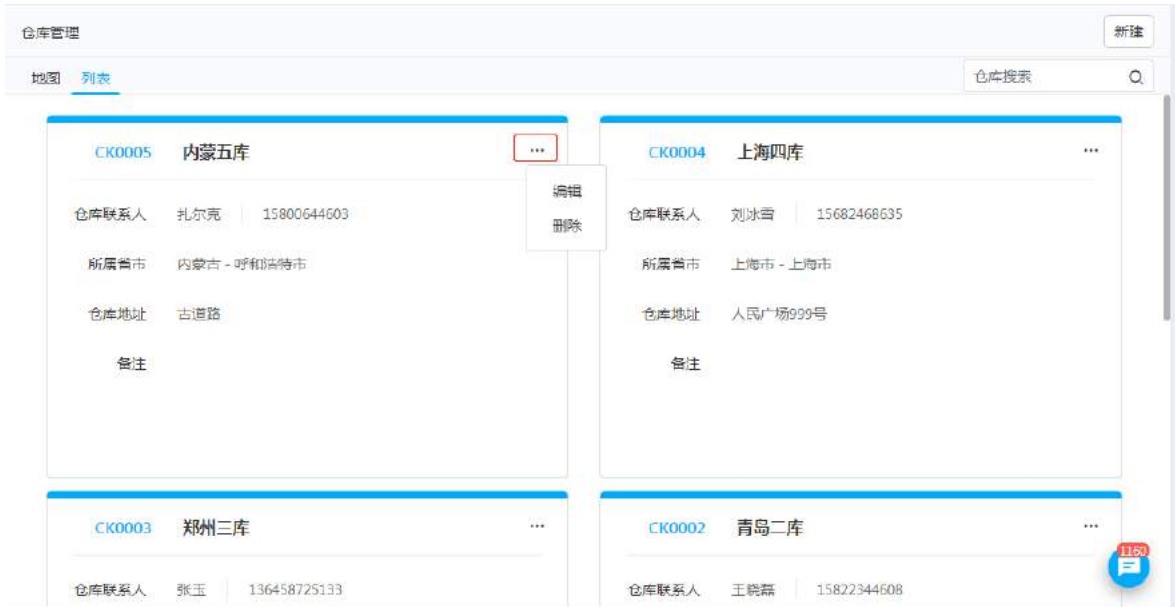 仓库管理
新建
地图 列表
仓库搜索
CK0005 内蒙五库 ...
编辑
删除
仓库联系人 扎尔克 15800644603
所属省市 内蒙古 - 呼和浩特市
仓库地址 古道路
备注
CK0004 上海四库 ...
仓库联系人 刘冰雪 15682468635
所属省市 上海市 - 上海市
仓库地址 人民广场999号
备注
CK0003 郑州三库 ...
仓库联系人 张玉 136458725133
CK0002 青岛二库 ...
仓库联系人 王晓磊 15822344608
1160